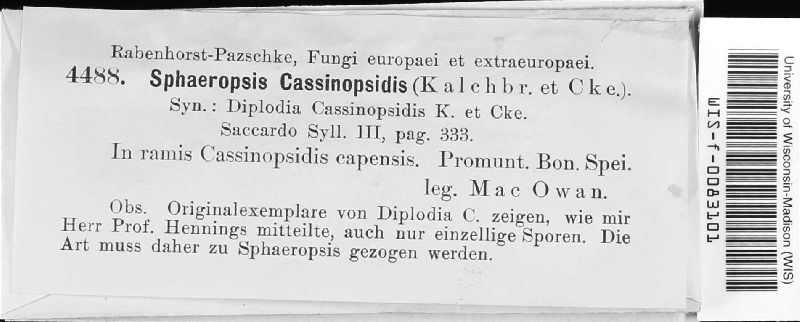 Rabenhorst-Pazschke, Fungi europaei et extraeuropaei.
4488. Sphaeropsis Cassinopsidis (Kalchbr. et Cke.).
Syn.: Diplodia Cassinopsidis K. et Cke.
Saccardo Syll. III, pag. 333.
In ramis Cassinopsidis capensis. Promunt. Bon. Spei.
leg. Mac Owan.
Obs. Originalexemplare von Diplodia C. zeigen, wie mir
Herr Prof. Hennings mitteilte, auch nur einzellige Sporen. Die
Art muss daher zu Sphaeropsis gezogen werden.
University of Wisconsin-Madison (WIS)
WIS-f-0083101